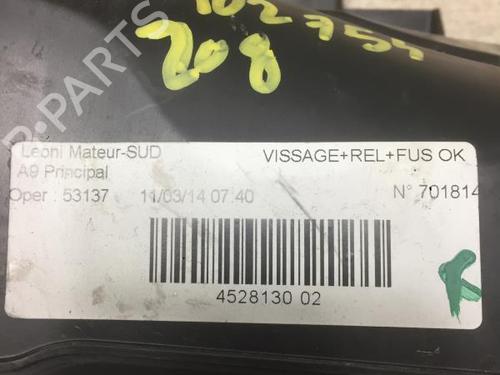 102754
208
Leoni Mateur-SUD
VISSAGE+REL+FUS OK
A9 Principal
Oper : 53137 11/03/14 07:40 N° 701814
4528130 02